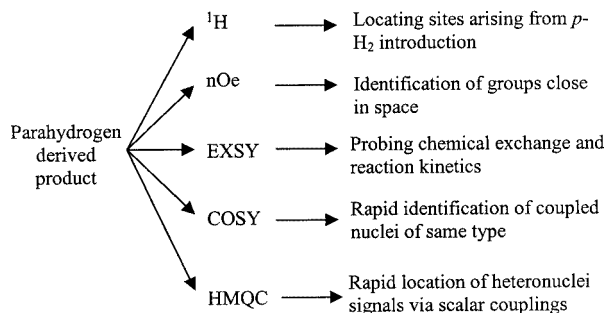 ¹H
Locating sites arising from p-
H₂ introduction
nOe
Identification of groups close
in space
Parahydrogen
derived
product
EXSY
Probing chemical exchange and
reaction kinetics
COSY
Rapid identification of coupled
nuclei of same type
HMQC
Rapid location of heteronuclei
signals via scalar couplings